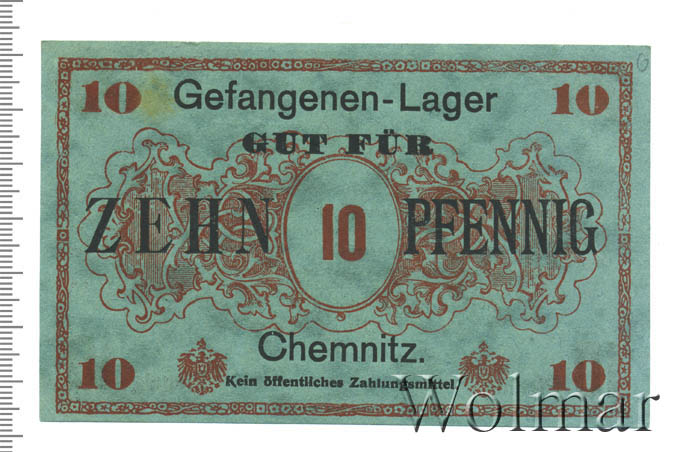 10 Gefangenen-Lager 10
GUT FÜR
ZEHN 10 PFENNIG
Chemnitz.
10 Kein öffentliches Zahlungsmittel. 10
Wolmar